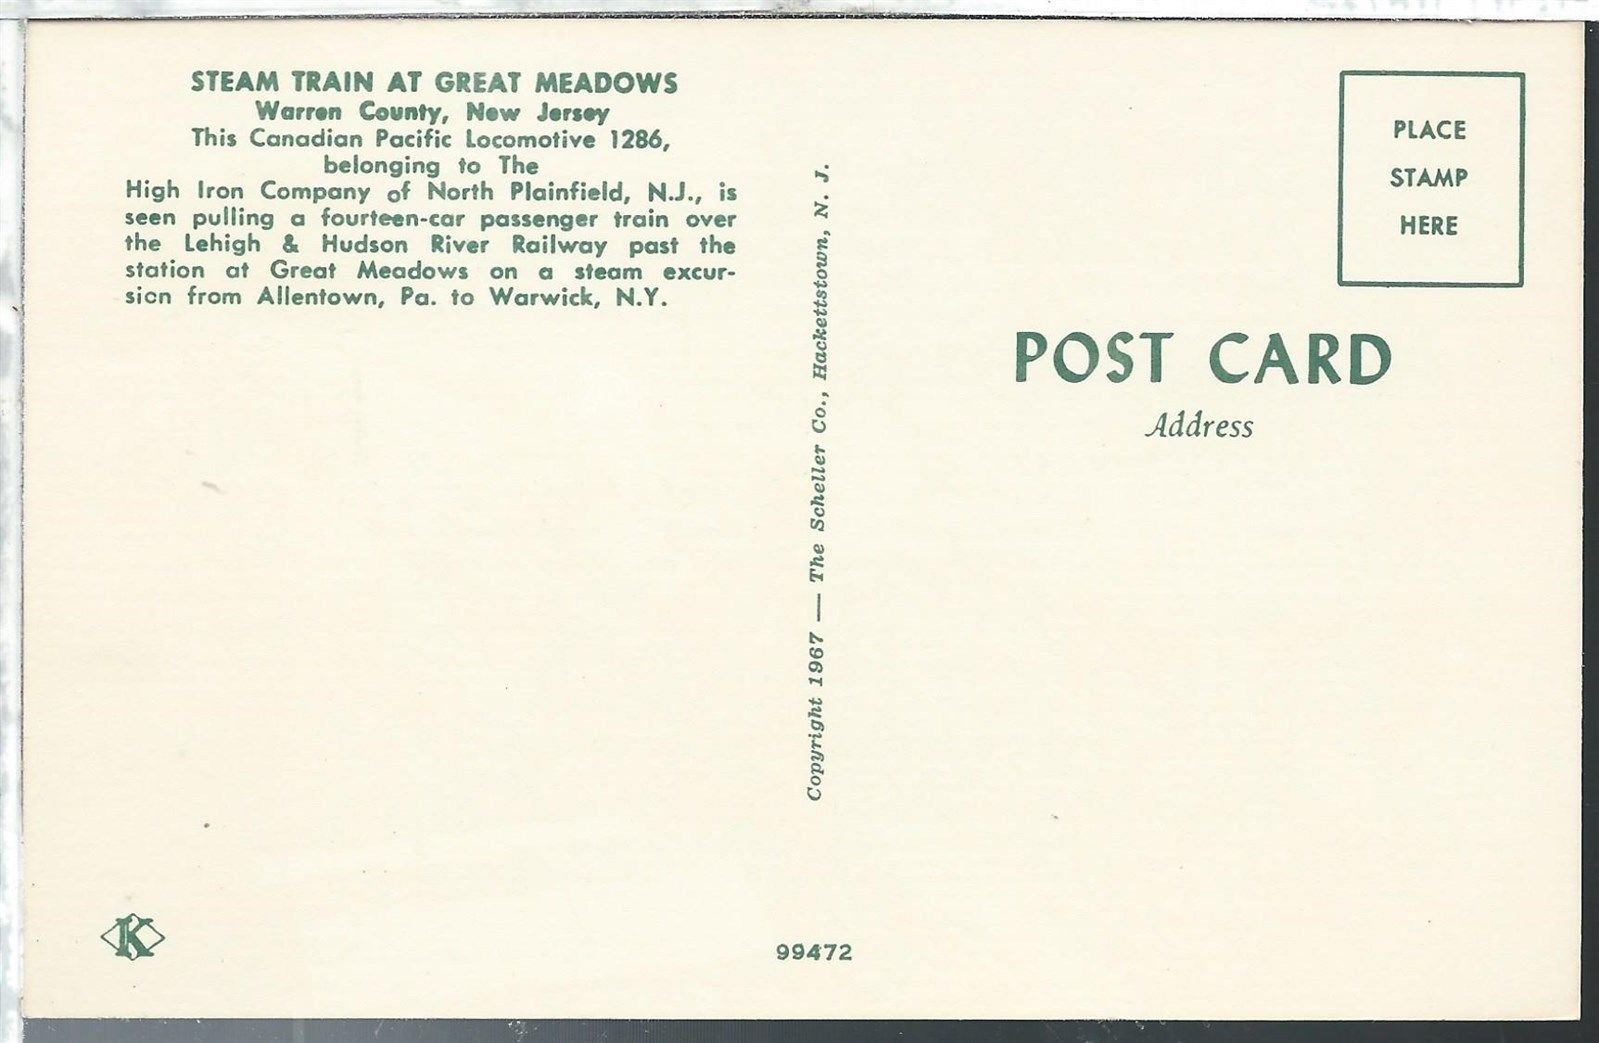 STEAM TRAIN AT GREAT MEADOWS
Warren County, New Jersey
This Canadian Pacific Locomotive 1286,
belonging to The
High Iron Company of North Plainfield, N.J., is
seen pulling a fourteen-car passenger train over
the Lehigh & Hudson River Railway past the
station at Great Meadows on a steam excur-
sion from Allentown, Pa. to Warwick, N.Y.
K
Copyright 1967 — The Scheller Co., Hackettstown, N. J.
99472
PLACE
STAMP
HERE
POST CARD
Address